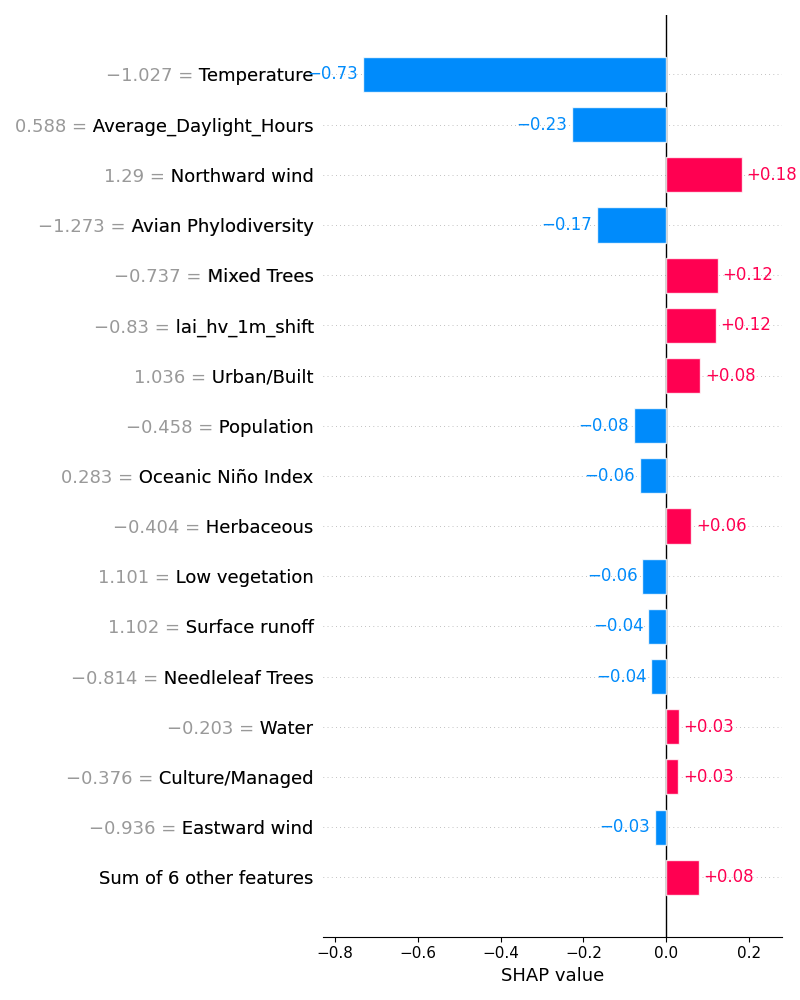 −1.027 = Temperature −0.73
0.588 = Average_Daylight_Hours −0.23
1.29 = Northward wind +0.18
−1.273 = Avian Phylodiversity −0.17
−0.737 = Mixed Trees +0.12
−0.83 = lai_hv_1m_shift +0.12
1.036 = Urban/Built +0.08
−0.458 = Population −0.08
0.283 = Oceanic Niño Index −0.06
−0.404 = Herbaceous +0.06
1.101 = Low vegetation −0.06
1.102 = Surface runoff −0.04
−0.814 = Needleleaf Trees −0.04
−0.203 = Water +0.03
−0.376 = Culture/Managed +0.03
−0.936 = Eastward wind −0.03
Sum of 6 other features +0.08
−0.8 −0.6 −0.4 −0.2 0.0 0.2
SHAP value